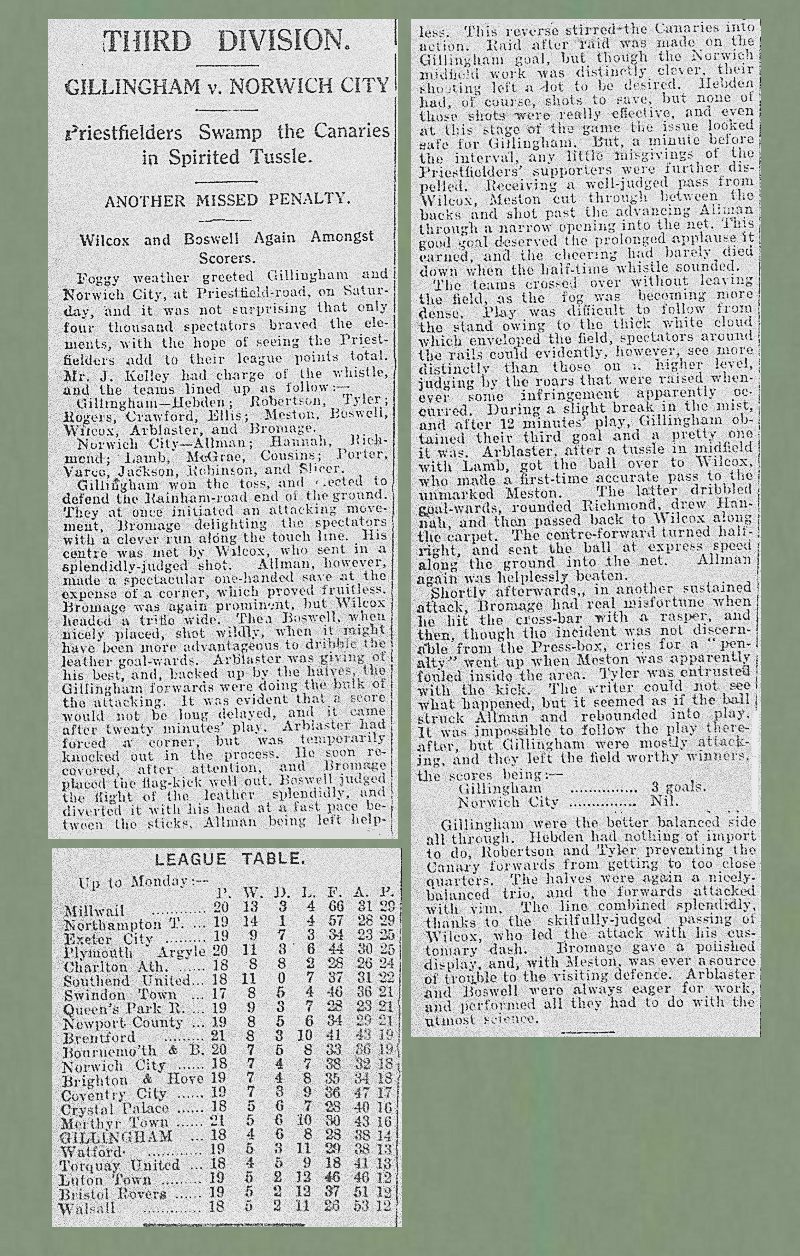 THIRD DIVISION.
GILLINGHAM v. NORWICH CITY
Priestfielders Swamp the Canaries
in Spirited Tussle.
ANOTHER MISSED PENALTY.
Wilcox and Boswell Again Amongst
Scorers.
Foggy weather greeted Gillingham and
Norwich City, at Priestfield-road, on Satur-
day, and it was not surprising that only
four thousand spectators braved the ele-
ments, with the hope of seeing the Priest-
fielders add to their league points total.
Mr. J. Kelley had charge of the whistle,
and the teams lined up as follow:—
Gillingham—Hebden; Robertson, Tyler;
Rogers, Crawford, Ellis; Meston, Boswell,
Wilcox, Arblaster, and Bromage.
Norwich City—Allman; Hannah, Rich-
mond; Lamb, McGrae, Cousins; Porter,
Varco, Jackson, Robinson, and Slicer.
Gillingham won the toss, and elected to
defend the Rainham-road end of the ground.
They at once initiated an attacking move-
ment, Bromage delighting the spectators
with a clever run along the touch line. His
centre was met by Wilcox, who sent in a
splendidly-judged shot. Allman, however,
made a spectacular one-handed save at the
expense of a corner, which proved fruitless.
Bromage was again prominent, but Wilcox
headed a trifle wide. Then Boswell, when
nicely placed, shot wildly, when it might
have been more advantageous to dribble the
leather goal-wards. Arblaster was giving of
his best, and, backed up by the halves, the
Gillingham forwards were doing the bulk of
the attacking. It was evident that a score
would not be long delayed, and it came
after twenty minutes' play. Arblaster had
forced a corner, but was temporarily
knocked out in the process. He soon re-
covered, after attention, and Bromage
placed the flag-kick well out. Boswell judged
the flight of the leather splendidly, and
diverted it with his head at a fast pace be-
tween the sticks, Allman being left help-
less. This reverse stirred the Canaries into
action. Raid after raid was made on the
Gillingham goal, but though the Norwich
midfield work was distinctly clever, their
shooting left a lot to be desired. Hebden
had, of course, shots to save, but none of
those shots were really effective, and even
at this stage of the game the issue looked
safe for Gillingham. But, a minute before
the interval, any little misgivings of the
Priestfielders' supporters were further dis-
pelled. Receiving a well-judged pass from
Wilcox, Meston cut through between the
backs and shot past the advancing Allman
through a narrow opening into the net. This
good goal deserved the prolonged applause it
earned, and the cheering had barely died
down when the half-time whistle sounded.
The teams crossed over without leaving
the field, as the fog was becoming more
dense. Play was difficult to follow from
the stand owing to the thick white cloud
which enveloped the field, spectators around
the rails could evidently, however, see more
distinctly than those on a higher level,
judging by the roars that were raised when-
ever some infringement apparently oc-
curred. During a slight break in the mist,
and after 12 minutes' play, Gillingham ob-
tained their third goal and a pretty one
it was. Arblaster, after a tussle in midfield
with Lamb, got the ball over to Wilcox,
who made a first-time accurate pass to the
unmarked Meston. The latter dribbled
goal-wards, rounded Richmond, drew Han-
nah, and then passed back to Wilcox along
the carpet. The centre-forward turned half-
right, and sent the ball at express speed
along the ground into the net. Allman
again was helplessly beaten.
Shortly afterwards,, in another sustained
attack, Bromage had real misfortune when
he hit the cross-bar with a rasper, and
then, though the incident was not discern-
able from the Press-box, cries for a "pen-
alty" went up when Meston was apparently
fouled inside the area. Tyler was entrusted
with the kick. The writer could not see
what happened, but it seemed as if the ball
struck Allman and rebounded into play.
It was impossible to follow the play there-
after, but Gillingham were mostly attack-
ing, and they left the field worthy winners,
the scores being:—
Gillingham .............. 3 goals.
Norwich City .............. Nil.
Gillingham were the better balanced side
all through. Hebden had nothing of import
to do, Robertson and Tyler preventing the
Canary forwards from getting to too close
quarters. The halves were again a nicely-
balanced trio, and the forwards attacked
with vim. The line combined splendidly,
thanks to the skilfully-judged passing of
Wilcox, who led the attack with his cus-
tomary dash. Bromage gave a polished
display, and, with Meston, was ever a source
of trouble to the visiting defence. Arblaster
and Boswell were always eager for work,
and performed all they had to do with the
utmost science.
LEAGUE TABLE.
Up to Monday:—
P. W. D. L. F. A. P.
Millwall ............ 20 13 3 4 66 31 29
Northampton T. ... 19 14 1 4 57 28 29
Exeter City ......... 19 9 7 3 34 23 25
Plymouth Argyle 20 11 3 6 44 30 25
Charlton Ath. ...... 18 8 8 2 28 26 24
Southend United... 18 11 0 7 37 31 22
Swindon Town ... 17 8 5 4 46 36 21
Queen's Park R. ... 19 9 3 7 28 23 21
Newport County ... 19 8 5 6 34 29 21
Brentford ......... 21 8 3 10 41 43 19
Bournemo'th & B. 20 7 5 8 33 36 19
Norwich City ...... 18 7 4 7 38 32 18
Brighton & Hove 19 7 4 8 35 34 18
Coventry City ...... 19 7 3 9 36 47 17
Crystal Palace ...... 18 5 6 7 28 40 16
Merthyr Town ...... 21 5 6 10 30 43 16
GILLINGHAM ... 18 4 6 8 28 38 14
Watford ............ 19 5 3 11 29 38 13
Torquay United ... 18 4 5 9 18 41 13
Luton Town ......... 19 5 2 12 46 46 12
Bristol Rovers ...... 19 5 2 12 37 51 12
Walsall ............ 18 5 2 11 26 53 12